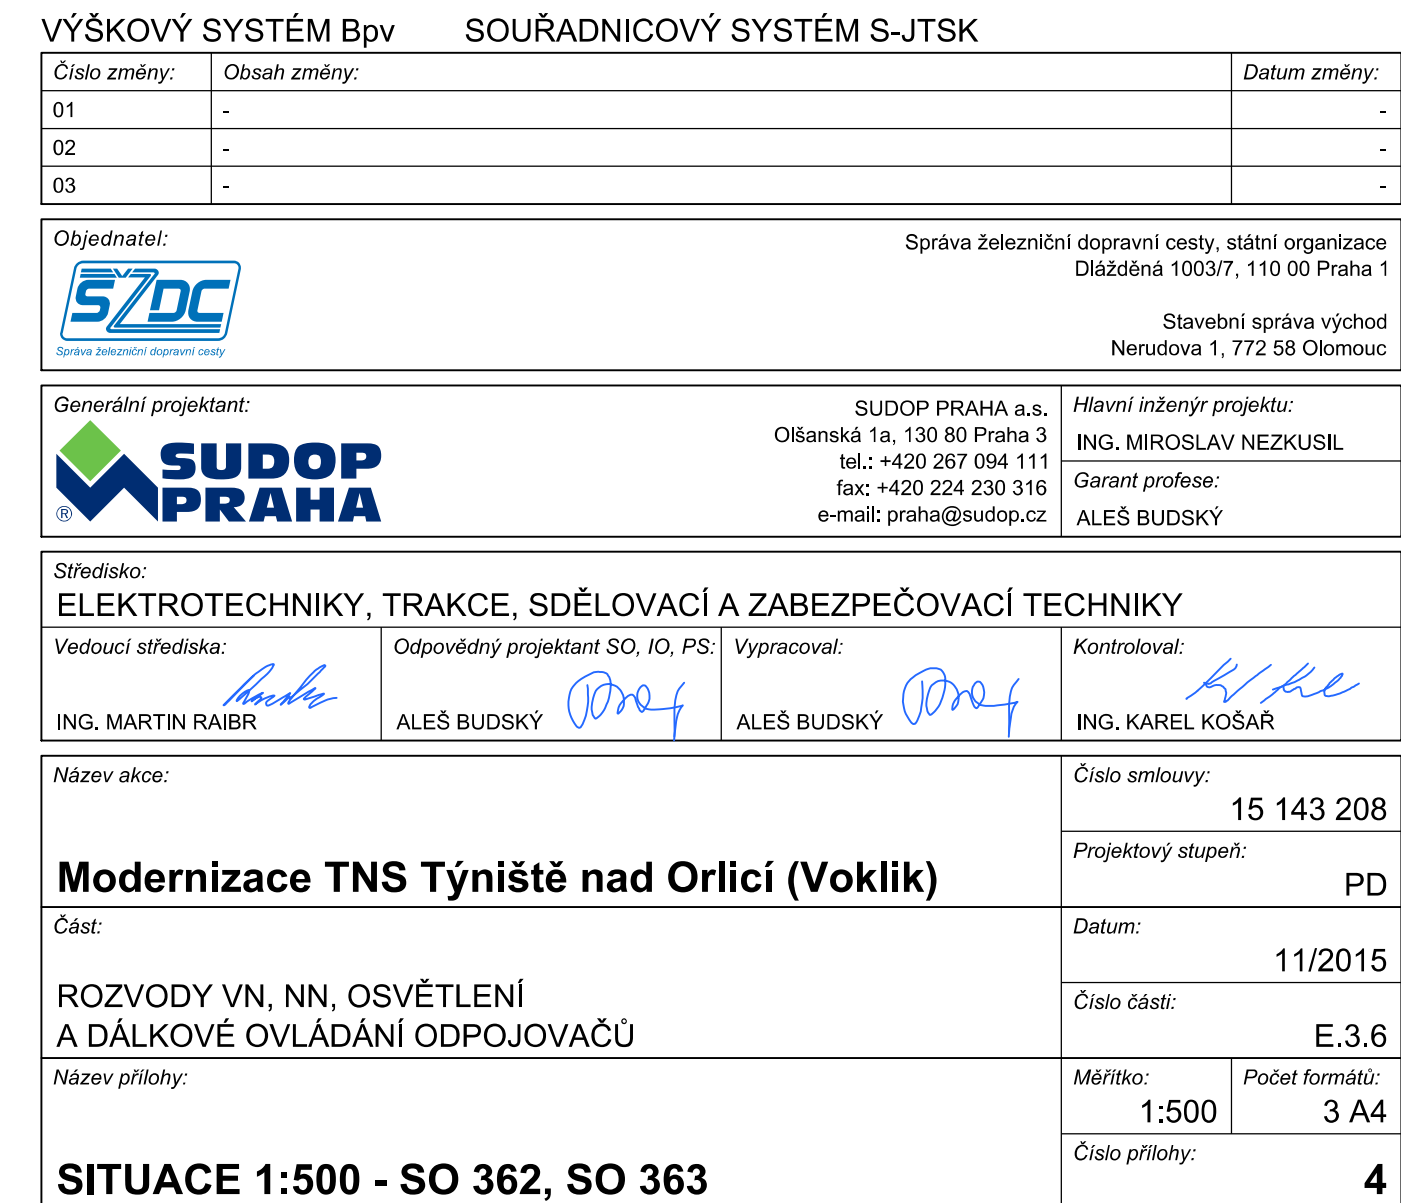 VÝŠKOVÝ SYSTÉM Bpv SOUŘADNICOVÝ SYSTÉM S-JTSK
Číslo změny: Obsah změny: Datum změny:
01 - -
02 - -
03 - -
Objednatel:
ŠŽDC
Správa železniční dopravní cesty
Správa železniční dopravní cesty, státní organizace
Dlážděná 1003/7, 110 00 Praha 1
Stavební správa východ
Nerudova 1, 772 58 Olomouc
Generální projektant:
SUDOP
PRAHA
®
SUDOP PRAHA a.s.
Olšanská 1a, 130 80 Praha 3
tel.: +420 267 094 111
fax: +420 224 230 316
e-mail: praha@sudop.cz
Hlavní inženýr projektu:
ING. MIROSLAV NEZKUSIL
Garant profese:
ALEŠ BUDSKÝ
Středisko:
ELEKTROTECHNIKY, TRAKCE, SDĚLOVACÍ A ZABEZPEČOVACÍ TECHNIKY
Vedoucí střediska: Odpovědný projektant SO, IO, PS: Vypracoval: Kontroloval:
ING. MARTIN RAIBR ALEŠ BUDSKÝ ALEŠ BUDSKÝ ING. KAREL KOŠAŘ
Název akce:
Modernizace TNS Týniště nad Orlicí (Voklik)
Číslo smlouvy:
15 143 208
Projektový stupeň:
PD
Část:
ROZVODY VN, NN, OSVĚTLENÍ
A DÁLKOVÉ OVLÁDÁNÍ ODPOJOVAČŮ
Datum:
11/2015
Číslo části:
E.3.6
Název přílohy:
SITUACE 1:500 - SO 362, SO 363
Měřítko: Počet formátů:
1:500 3 A4
Číslo přílohy:
4